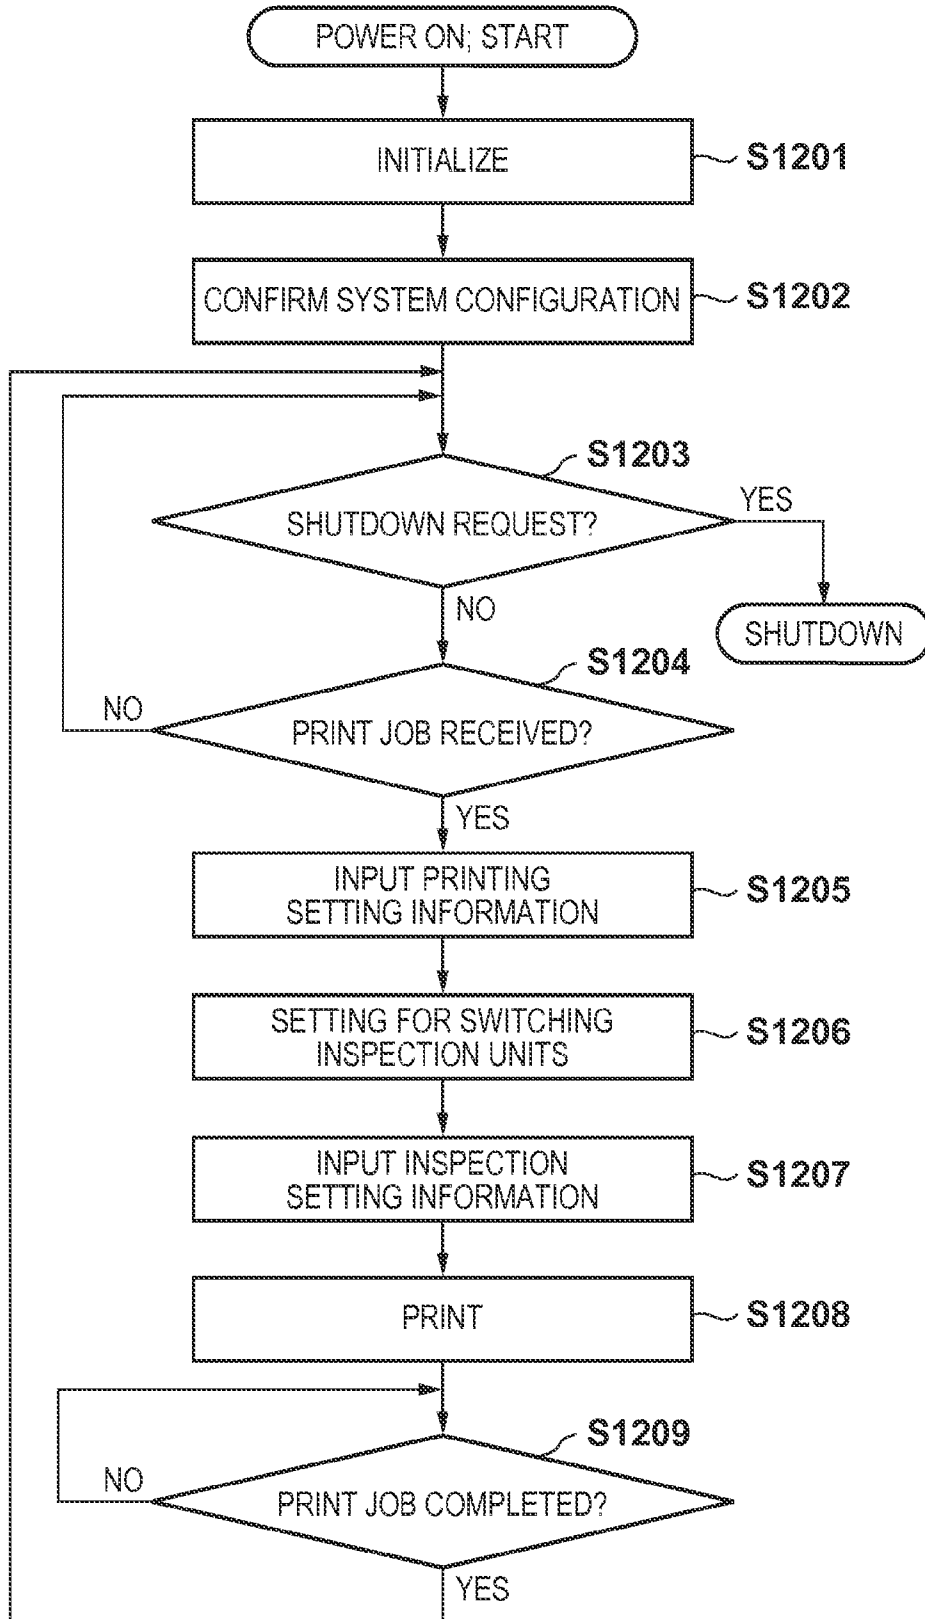 POWER ON; START
INITIALIZE
S1201
CONFIRM SYSTEM CONFIGURATION
S1202
S1203
SHUTDOWN REQUEST?
YES
NO
SHUTDOWN
S1204
NO
PRINT JOB RECEIVED?
YES
INPUT PRINTING
SETTING INFORMATION
S1205
SETTING FOR SWITCHING
INSPECTION UNITS
S1206
INPUT INSPECTION
SETTING INFORMATION
S1207
PRINT
S1208
S1209
NO
PRINT JOB COMPLETED?
YES